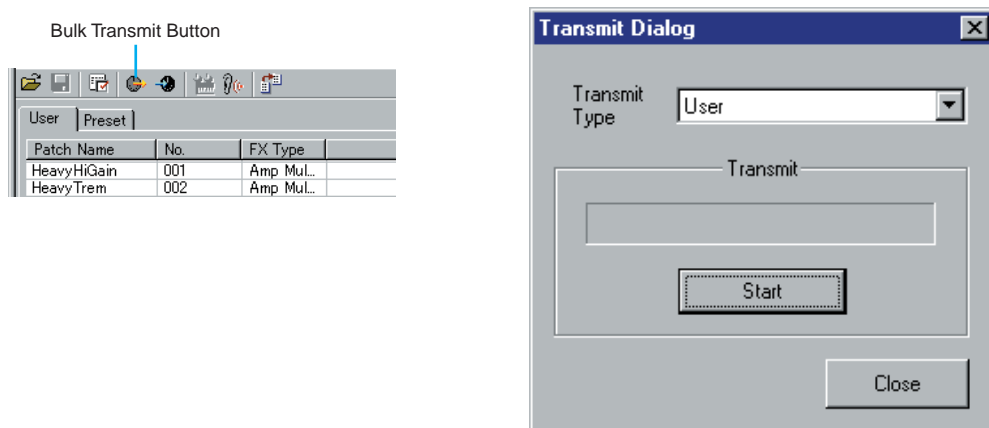 Bulk Transmit Button
User Preset
Patch Name No. FX Type
HeavyHiGain 001 Amp Mul...
HeavyTrem 002 Amp Mul...
Transmit Dialog
Transmit
Type
User
Transmit
Start
Close